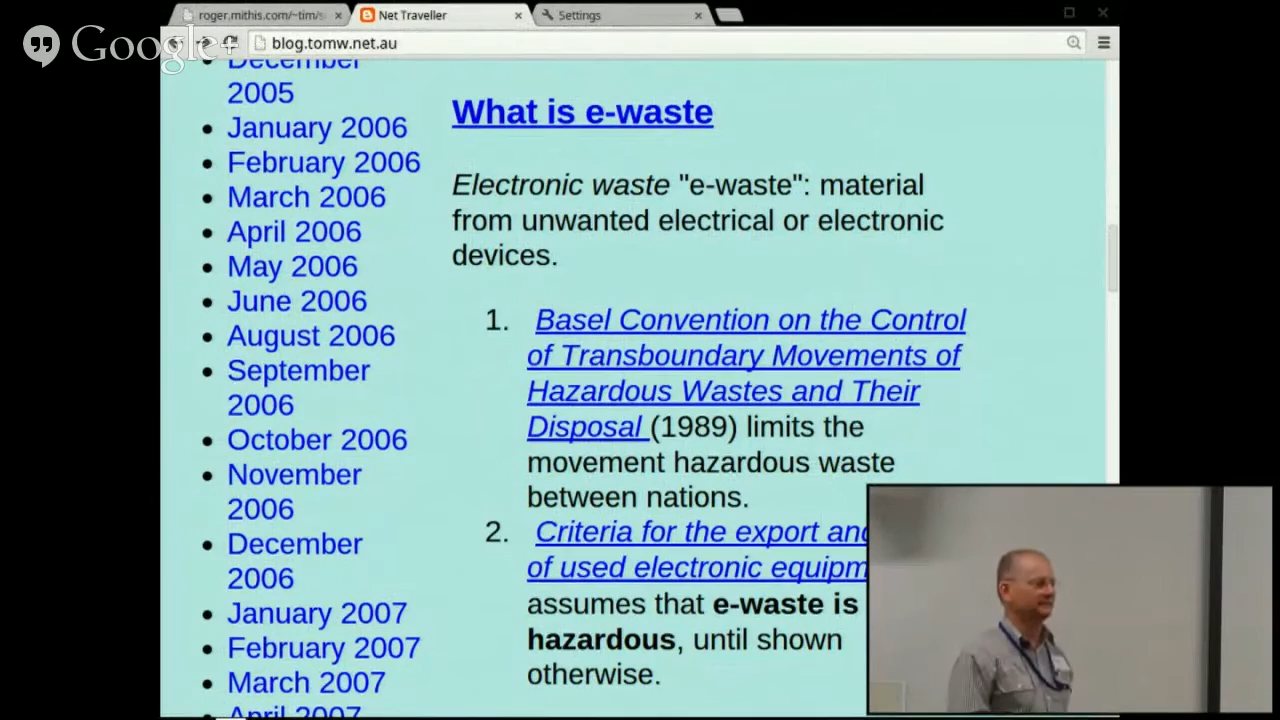 roger.mithis.com/~tim/s
Net Traveller
Settings
Google+
blog.tomw.net.au
December
2005
January 2006
February 2006
March 2006
April 2006
May 2006
June 2006
August 2006
September
2006
October 2006
November
2006
December
2006
January 2007
February 2007
March 2007
April 2007
What is e-waste
Electronic waste "e-waste": material
from unwanted electrical or electronic
devices.
1. Basel Convention on the Control
of Transboundary Movements of
Hazardous Wastes and Their
Disposal (1989) limits the
movement hazardous waste
between nations.
2. Criteria for the export an
of used electronic equipm
assumes that e-waste is
hazardous, until shown
otherwise.